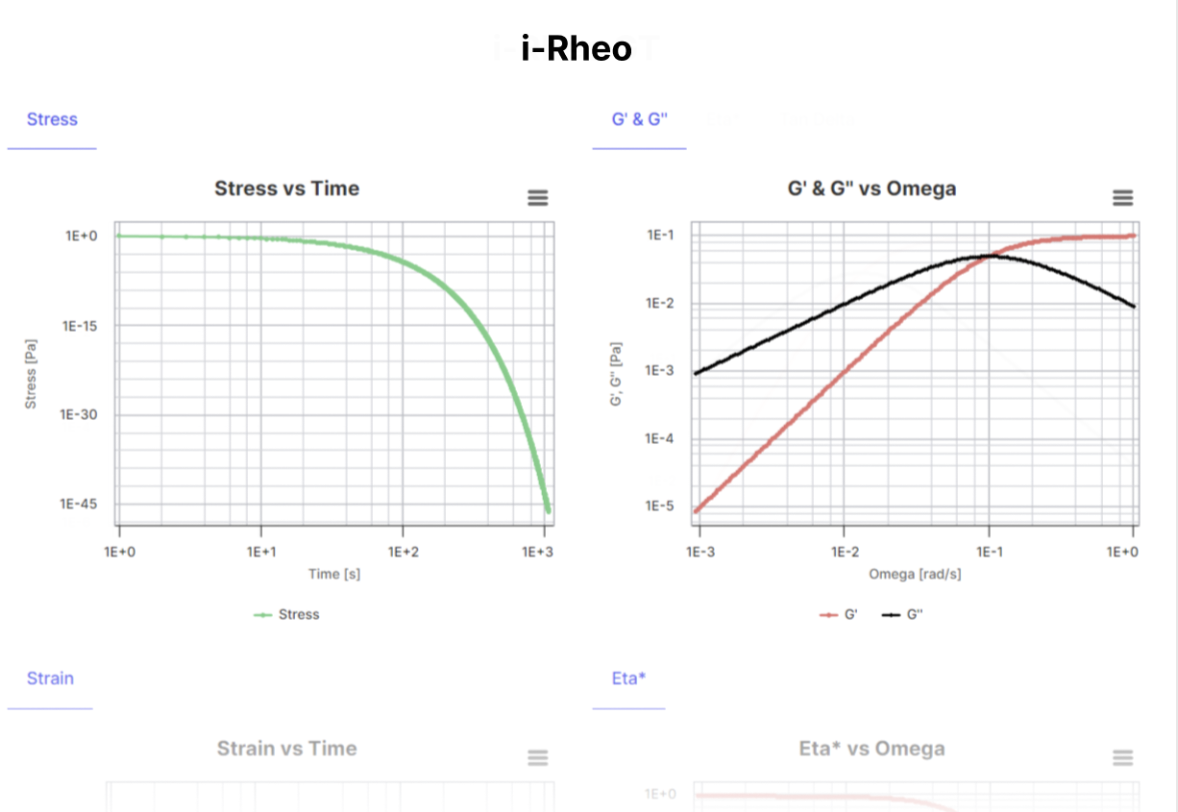 i-Rheo
Stress
G' & G"
Stress vs Time
G' & G" vs Omega
1E+0
1E-15
1E-30
1E-45
Stress [Pa]
1E+0
1E+1
1E+2
1E+3
Time [s]
Stress
1E-1
1E-2
1E-3
1E-4
1E-5
G', G" [Pa]
1E-3
1E-2
1E-1
1E+0
Omega [rad/s]
G'
G"
Strain
Eta*
Strain vs Time
Eta* vs Omega
1E+0